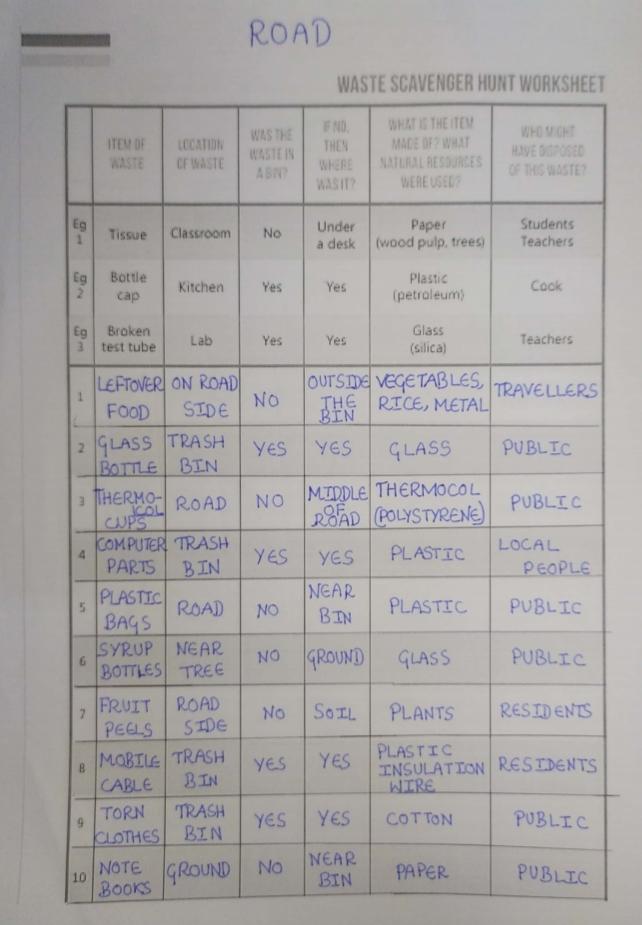 ROAD
WASTE SCAVENGER HUNT WORKSHEET
ITEM OF WASTE | LOCATION OF WASTE | WAS THE WASTE IN A BIN? | IF NO, THEN WHERE WAS IT? | WHAT IS THE ITEM MADE OF? WHAT NATURAL RESOURCES WERE USED? | WHO MIGHT HAVE DISPOSED OF THIS WASTE?
Eg 1 | Tissue | Classroom | No | Under a desk | Paper (wood pulp, trees) | Students Teachers
Eg 2 | Bottle cap | Kitchen | Yes | Yes | Plastic (petroleum) | Cook
Eg 3 | Broken test tube | Lab | Yes | Yes | Glass (silica) | Teachers
1 | LEFTOVER FOOD | ON ROAD SIDE | NO | OUTSIDE THE BIN | VEGETABLES, RICE, METAL | TRAVELLERS
2 | GLASS BOTTLE | TRASH BIN | YES | YES | GLASS | PUBLIC
3 | THERMO-COL CUPS | ROAD | NO | MIDDLE OF ROAD | THERMOCOL (POLYSTYRENE) | PUBLIC
4 | COMPUTER PARTS | TRASH BIN | YES | YES | PLASTIC | LOCAL PEOPLE
5 | PLASTIC BAGS | ROAD | NO | NEAR BIN | PLASTIC | PUBLIC
6 | SYRUP BOTTLES | NEAR TREE | NO | GROUND | GLASS | PUBLIC
7 | FRUIT PEELS | ROAD SIDE | NO | SOIL | PLANTS | RESIDENTS
8 | MOBILE CABLE | TRASH BIN | YES | YES | PLASTIC INSULATION WIRE | RESIDENTS
9 | TORN CLOTHES | TRASH BIN | YES | YES | COTTON | PUBLIC
10 | NOTE BOOKS | GROUND | NO | NEAR BIN | PAPER | PUBLIC